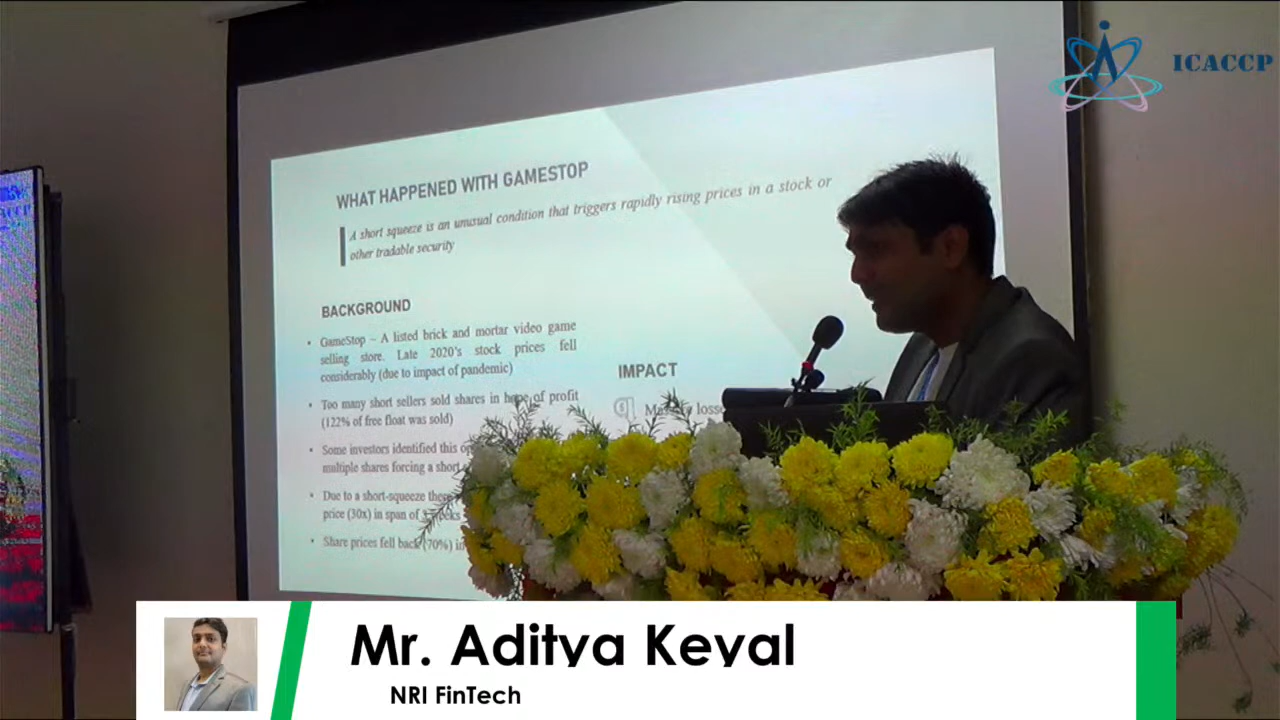 ICACCP
WHAT HAPPENED WITH GAMESTOP
A short squeeze is an unusual condition that triggers rapidly rising prices in a stock or
other tradable security
BACKGROUND
• GameStop – A listed brick and mortar video game
selling store. Late 2020's stock prices fell
considerably (due to impact of pandemic)
• Too many short sellers sold shares in hope of profit
(122% of free float was sold)
• Some investors identified this
multiple shares forcing a short
• Due to a short-squeeze
price (30x) in span of
• Share prices fell back (70%) in
IMPACT
Mr. Aditya Keyal
NRI FinTech